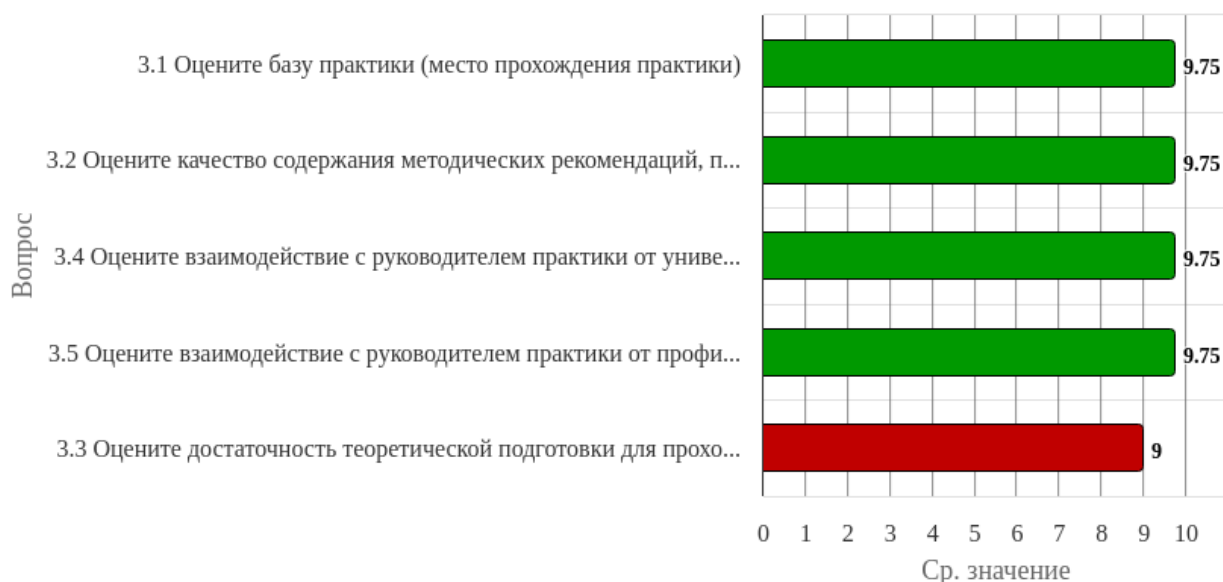 3.1 Оцените базу практики (место прохождения практики)
9.75
3.2 Оцените качество содержания методических рекомендаций, п...
9.75
Вопрос
3.4 Оцените взаимодействие с руководителем практики от униве...
9.75
3.5 Оцените взаимодействие с руководителем практики от профи...
9.75
3.3 Оцените достаточность теоретической подготовки для прохо...
9
0 1 2 3 4 5 6 7 8 9 10
Ср. значение